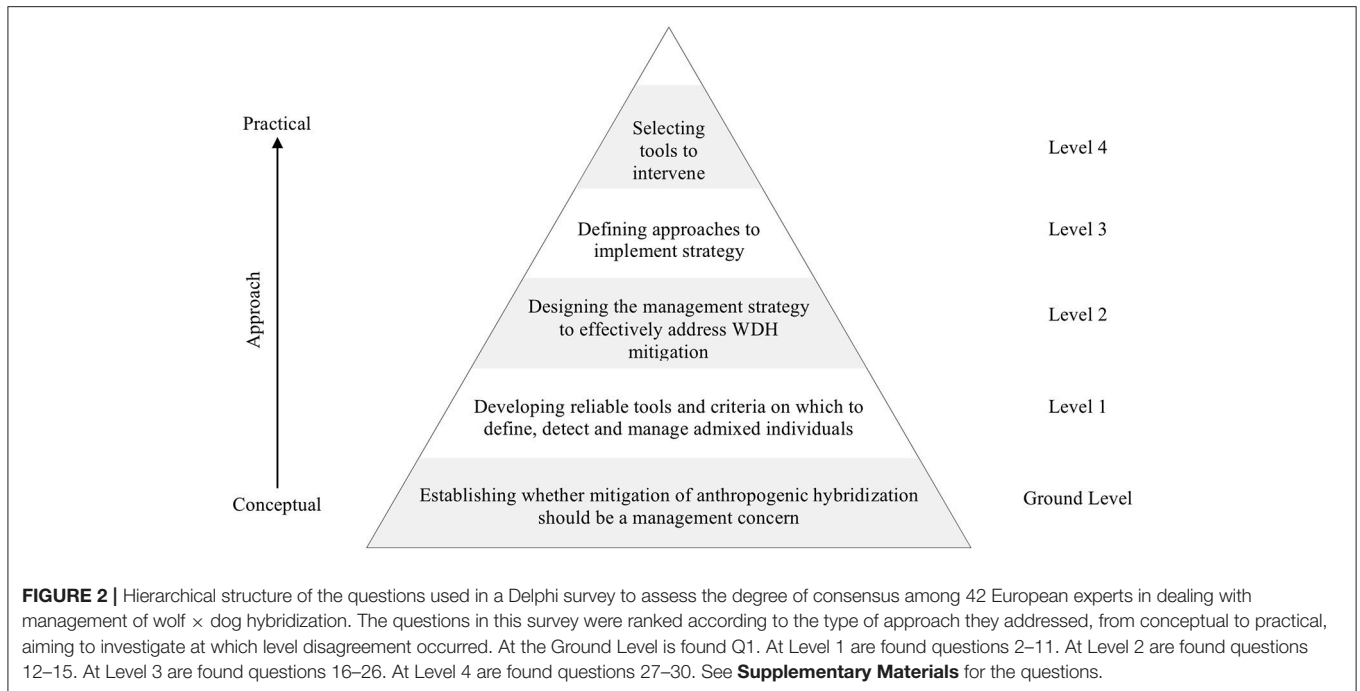 Practical
Approach
Conceptual
Selecting
tools to
intervene
Level 4
Defining approaches to
implement strategy
Level 3
Designing the management strategy
to effectively address WDH
mitigation
Level 2
Developing reliable tools and criteria on which to
define, detect and manage admixed individuals
Level 1
Establishing whether mitigation of anthropogenic hybridization
should be a management concern
Ground Level
FIGURE 2 | Hierarchical structure of the questions used in a Delphi survey to assess the degree of consensus among 42 European experts in dealing with
management of wolf × dog hybridization. The questions in this survey were ranked according to the type of approach they addressed, from conceptual to practical,
aiming to investigate at which level disagreement occurred. At the Ground Level is found Q1. At Level 1 are found questions 2–11. At Level 2 are found questions
12–15. At Level 3 are found questions 16–26. At Level 4 are found questions 27–30. See Supplementary Materials for the questions.